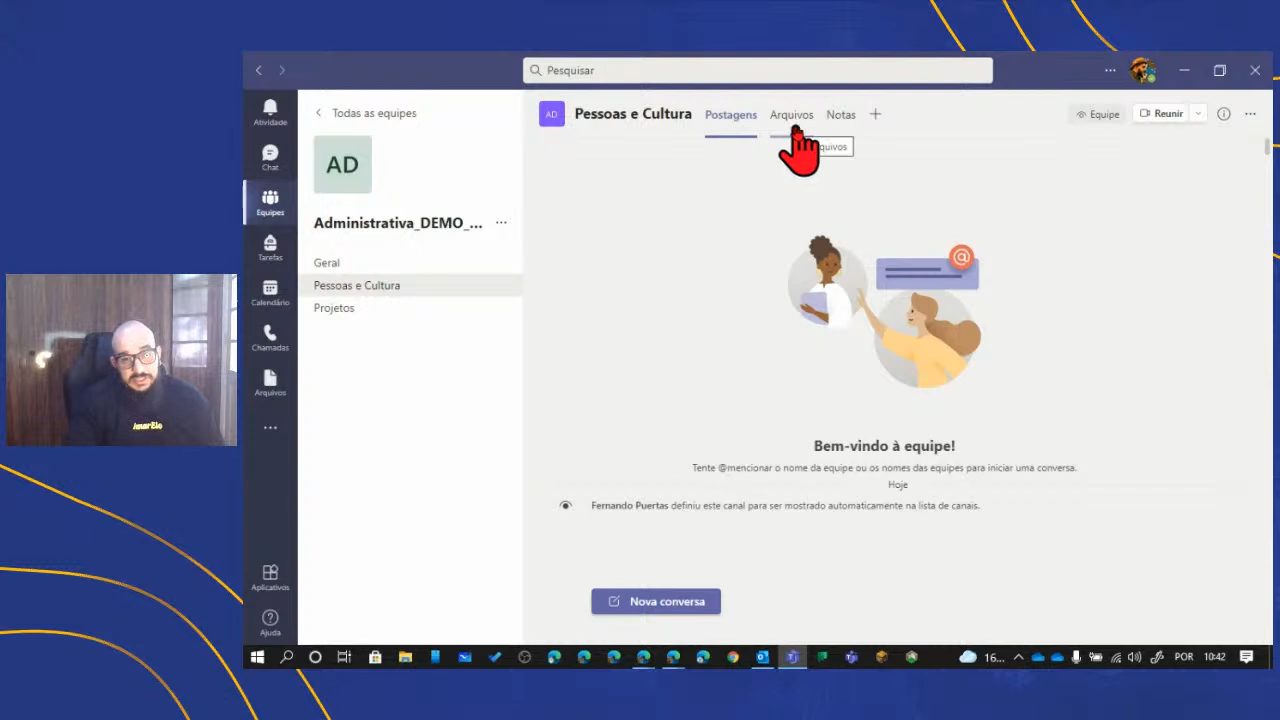 Pesquisar
Atividade
Chat
Equipes
Tarefas
Calendário
Chamadas
Arquivos
Aplicativos
Ajuda
Todas as equipes
AD
Administrativa_DEMO_...
Geral
Pessoas e Cultura
Projetos
AD Pessoas e Cultura Postagens Arquivos Notas Equipe Reunir
Bem-vindo à equipe!
Tente @mencionar o nome da equipe ou os nomes das equipes para iniciar uma conversa.
Hoje
Fernando Puertas definiu este canal para ser mostrado automaticamente na lista de canais.
Nova conversa
16... POR 10:42